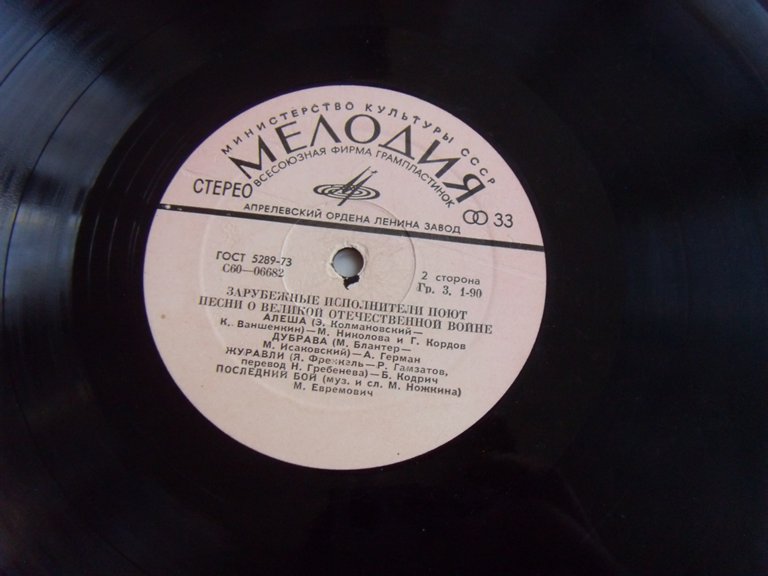 МИНИСТЕРСТВО КУЛЬТУРЫ СССР
МЕЛОДИЯ
ВСЕСОЮЗНАЯ ФИРМА ГРАМПЛАСТИНОК
СТЕРЕО
33
АПРЕЛЕВСКИЙ ОРДЕНА ЛЕНИНА ЗАВОД
ГОСТ 5289-73
С60—06682
2 сторона
Гр. 3. 1-90
ЗАРУБЕЖНЫЕ ИСПОЛНИТЕЛИ ПОЮТ
ПЕСНИ О ВЕЛИКОЙ ОТЕЧЕСТВЕННОЙ ВОЙНЕ
АЛЕША (Э. Колмановский—
К. Ваншенкин)—М. Николова и Г. Кордов
ДУБРАВА (М. Блантер—
М. Исаковский)—А. Герман
ЖУРАВЛИ (Я. Френкель—Р. Гамзатов,
перевод Н. Гребенева)—Б. Кодрич
ПОСЛЕДНИЙ БОЙ (муз. и сл. М. Ножкина)
М. Евремович